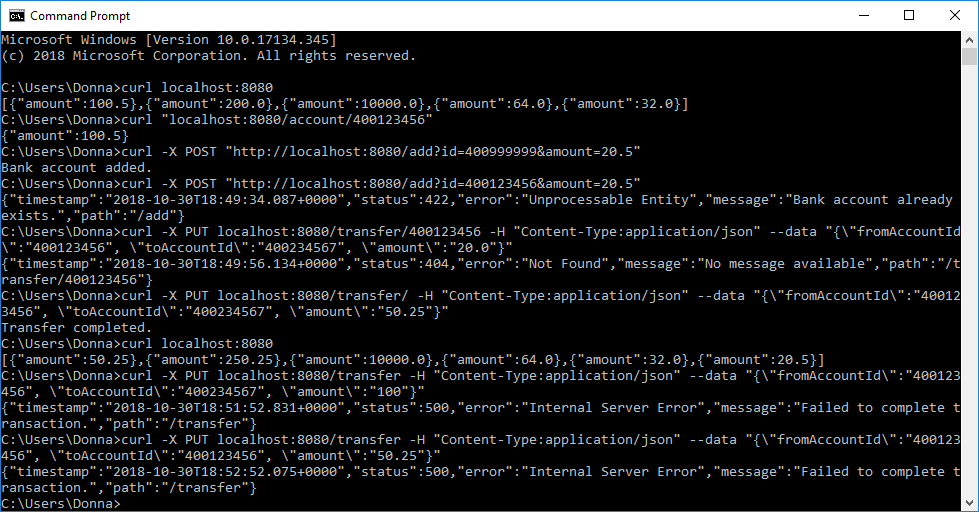 Command Prompt
Microsoft Windows [Version 10.0.17134.345]
(c) 2018 Microsoft Corporation. All rights reserved.
C:\Users\Donna>curl localhost:8080
[{"amount":100.5},{"amount":200.0},{"amount":10000.0},{"amount":64.0},{"amount":32.0}]
C:\Users\Donna>curl "localhost:8080/account/400123456"
{"amount":100.5}
C:\Users\Donna>curl -X POST "http://localhost:8080/add?id=400999999&amount=20.5"
Bank account added.
C:\Users\Donna>curl -X POST "http://localhost:8080/add?id=400123456&amount=20.5"
{"timestamp":"2018-10-30T18:49:34.087+0000","status":422,"error":"Unprocessable Entity","message":"Bank account already
exists.","path":"/add"}
C:\Users\Donna>curl -X PUT localhost:8080/transfer/400123456 -H "Content-Type:application/json" --data "{\"fromAccountId
\":"400123456", \"toAccountId\":"400234567", \"amount\":"20.0"}"
{"timestamp":"2018-10-30T18:49:56.134+0000","status":404,"error":"Not Found","message":"No message available","path":"/t
ransfer/400123456"}
C:\Users\Donna>curl -X PUT localhost:8080/transfer/ -H "Content-Type:application/json" --data "{\"fromAccountId\":"40012
3456", \"toAccountId\":"400234567", \"amount\":"50.25"}"
Transfer completed.
C:\Users\Donna>curl localhost:8080
[{"amount":50.25},{"amount":250.25},{"amount":10000.0},{"amount":64.0},{"amount":32.0},{"amount":20.5}]
C:\Users\Donna>curl -X PUT localhost:8080/transfer -H "Content-Type:application/json" --data "{\"fromAccountId\":"400123
456", \"toAccountId\":"400234567", \"amount\":"100"}"
{"timestamp":"2018-10-30T18:51:52.831+0000","status":500,"error":"Internal Server Error","message":"Failed to complete t
ransaction.","path":"/transfer"}
C:\Users\Donna>curl -X PUT localhost:8080/transfer -H "Content-Type:application/json" --data "{\"fromAccountId\":"400123
456", \"toAccountId\":"400123456", \"amount\":"50.25"}"
{"timestamp":"2018-10-30T18:52:52.075+0000","status":500,"error":"Internal Server Error","message":"Failed to complete t
ransaction.","path":"/transfer"}
C:\Users\Donna>